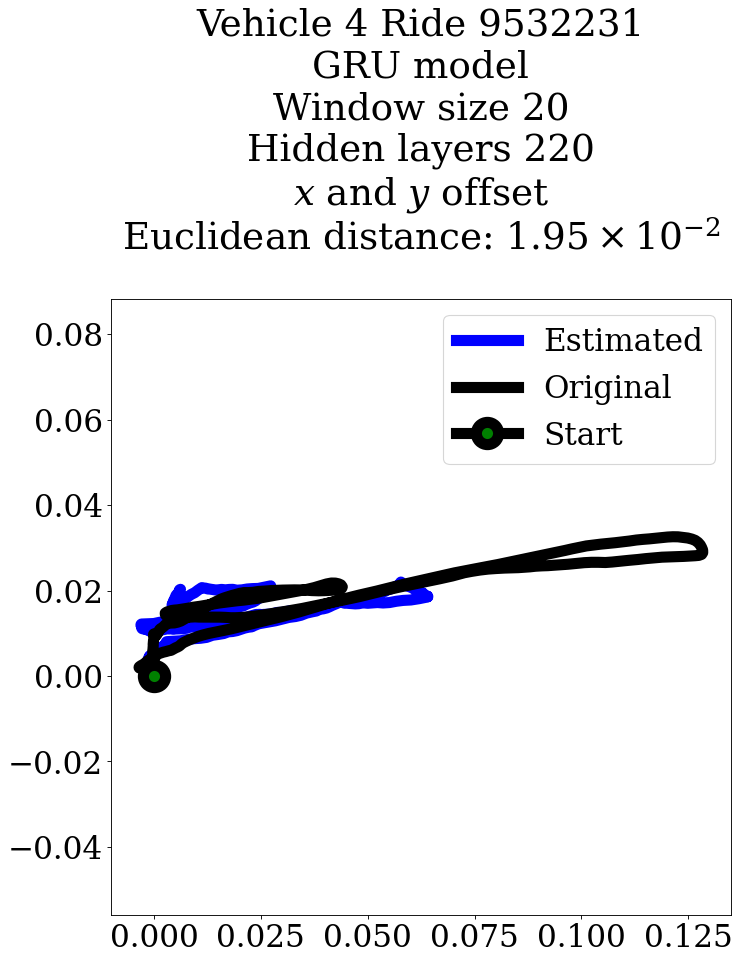 Vehicle 4 Ride 9532231
GRU model
Window size 20
Hidden layers 220
x and y offset
Euclidean distance: 1.95 × 10⁻²
Estimated
Original
Start
0.08
0.06
0.04
0.02
0.00
−0.02
−0.04
0.000 0.025 0.050 0.075 0.100 0.125